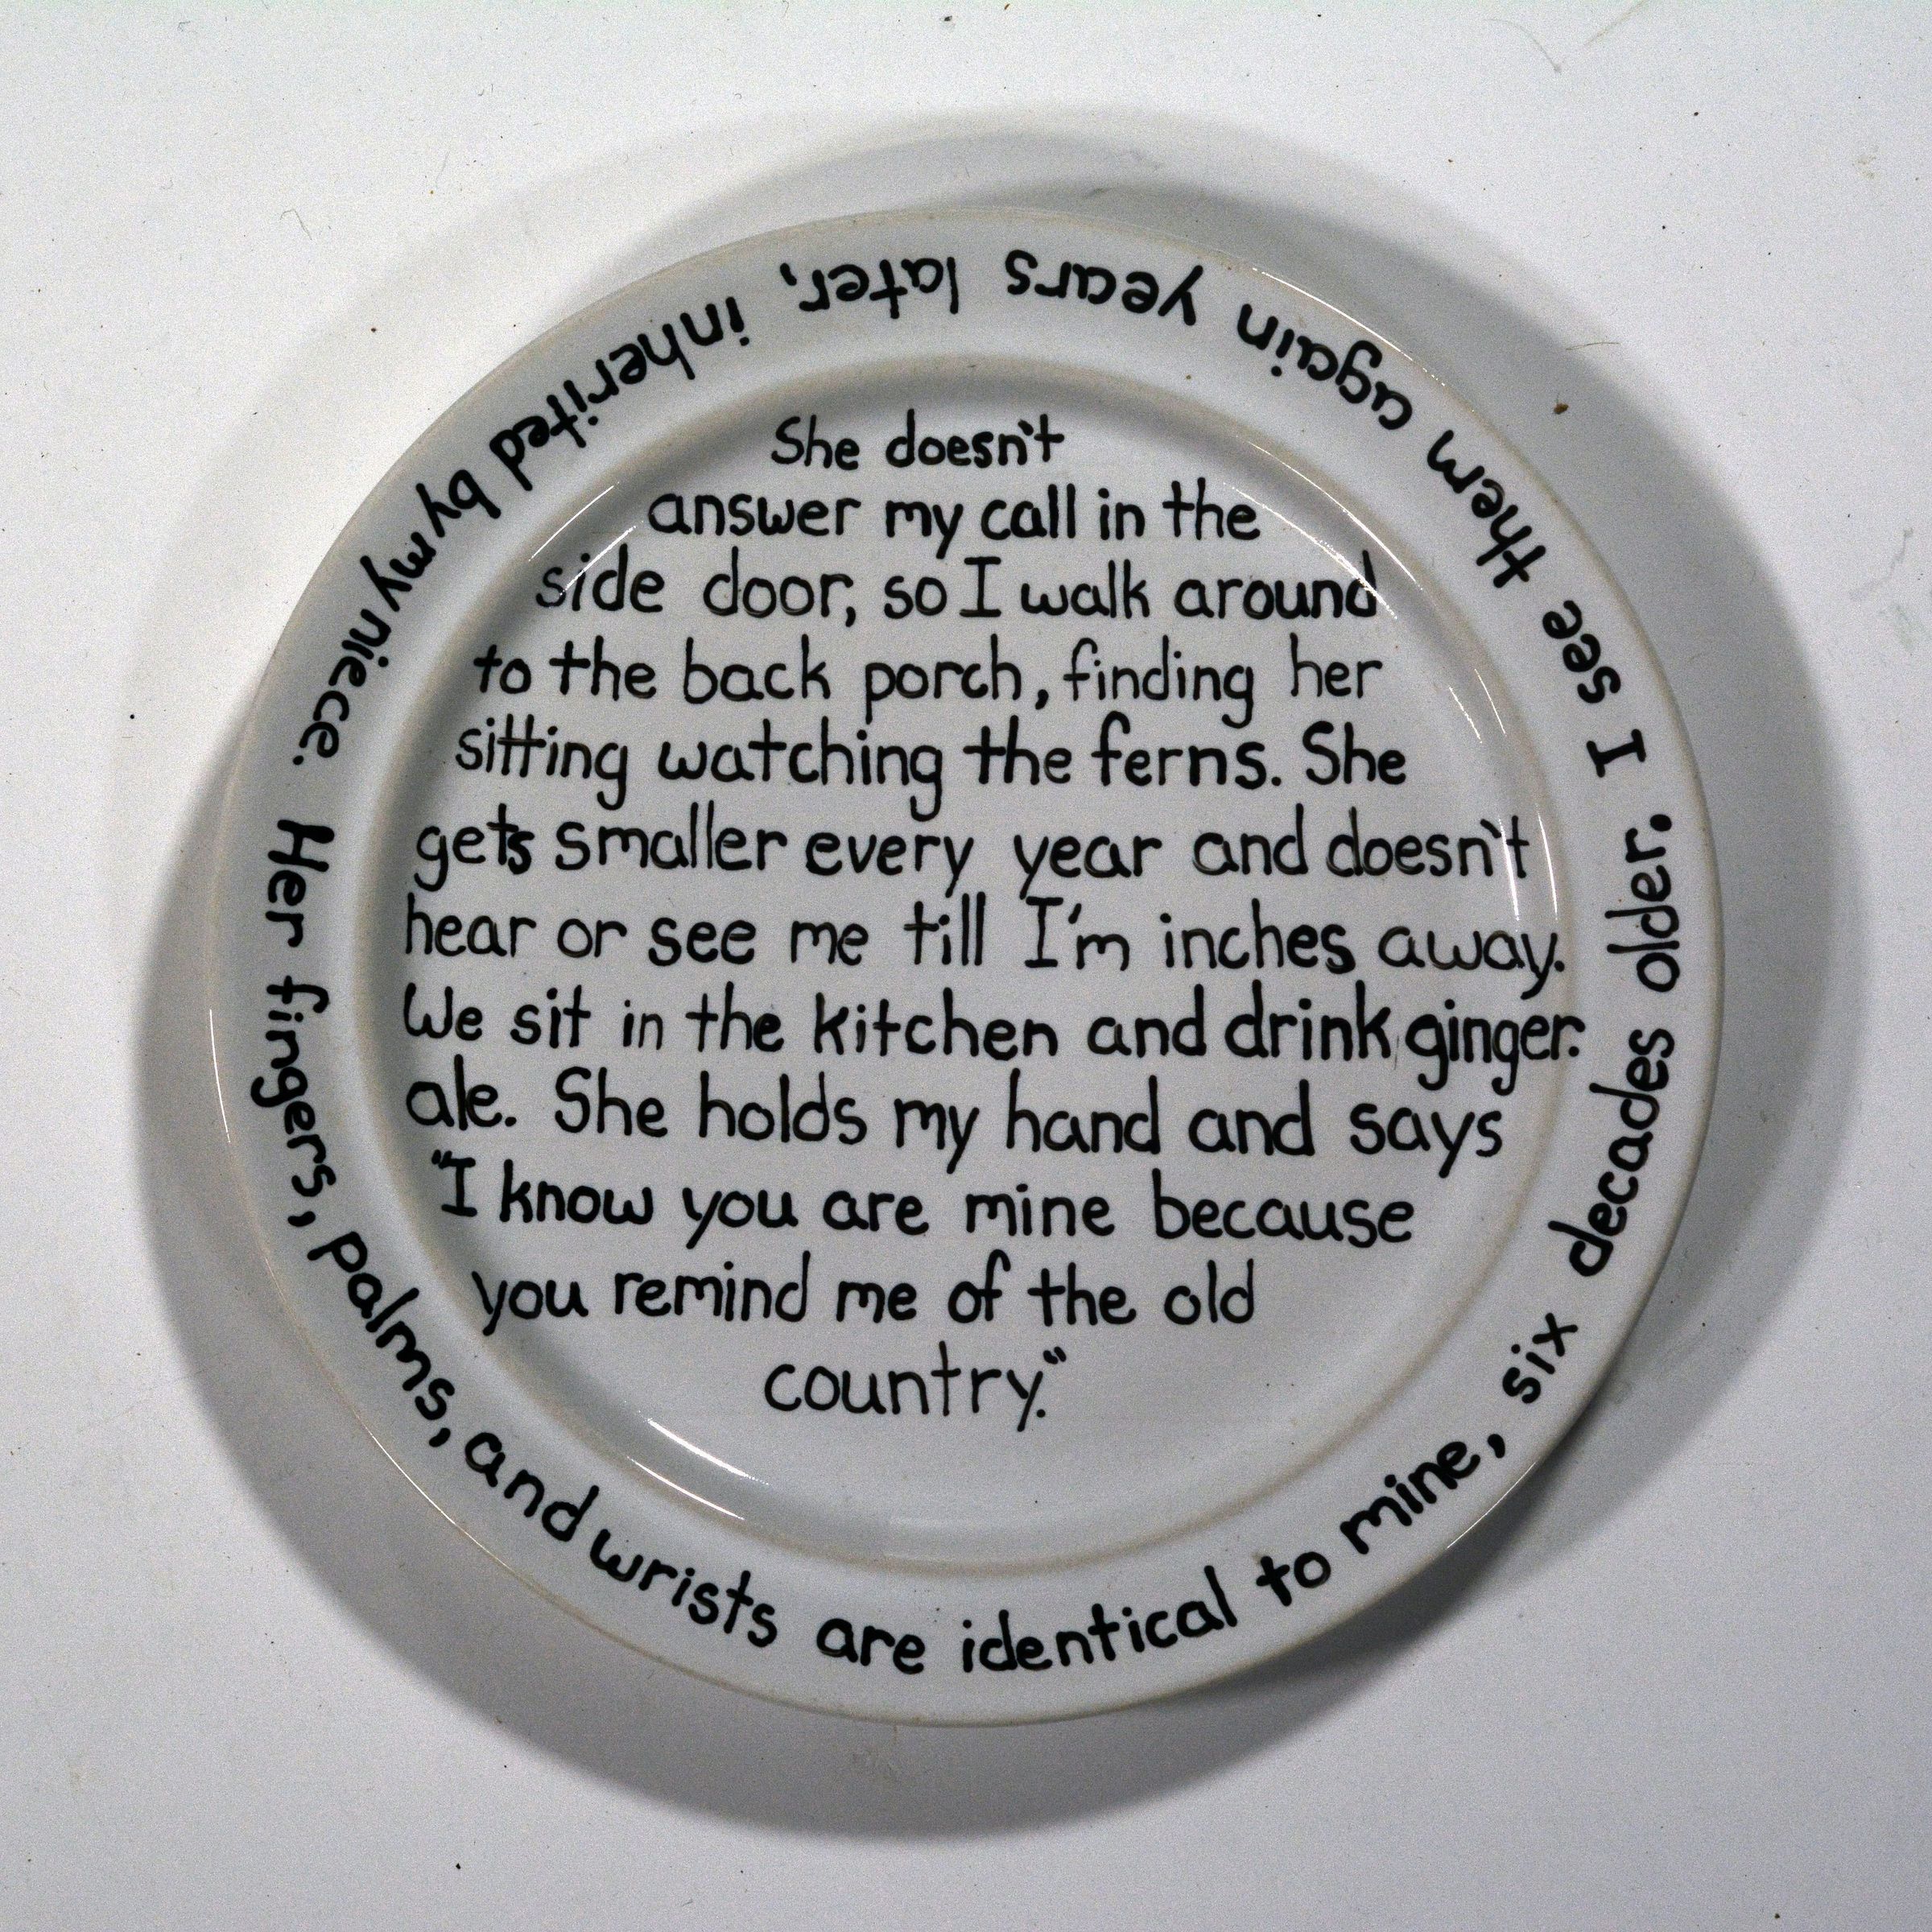 She doesn't
answer my call in the
side door, so I walk around
to the back porch, finding her
sitting watching the ferns. She
gets smaller every year and doesn't
hear or see me till I'm inches away.
We sit in the kitchen and drink ginger
ale. She holds my hand and says
"I know you are mine because
you remind me of the old
country."
Her fingers, palms, and wrists are identical to mine, six decades older. I see them again years later, inherited by my niece.